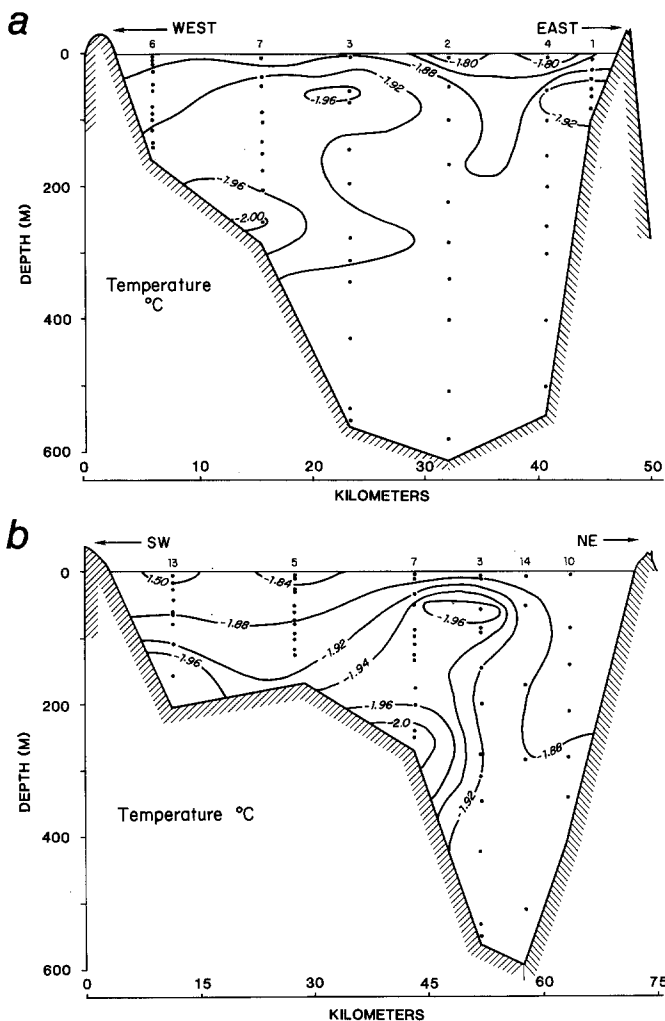 a
WEST
EAST
6 7 3 2 4 1
0
200
400
600
DEPTH (M)
-1.88
-1.80
-1.80
-1.92
-1.96
-1.92
-1.96
-2.00
Temperature
°C
0 10 20 30 40 50
KILOMETERS
b
SW
NE
13 5 7 3 14 10
0
200
400
600
DEPTH (M)
-1.50
-1.84
-1.88
-1.96
-1.92
-1.94
-1.96
-1.96
-2.0
-1.88
-1.92
Temperature °C
0 15 30 45 60 75
KILOMETERS